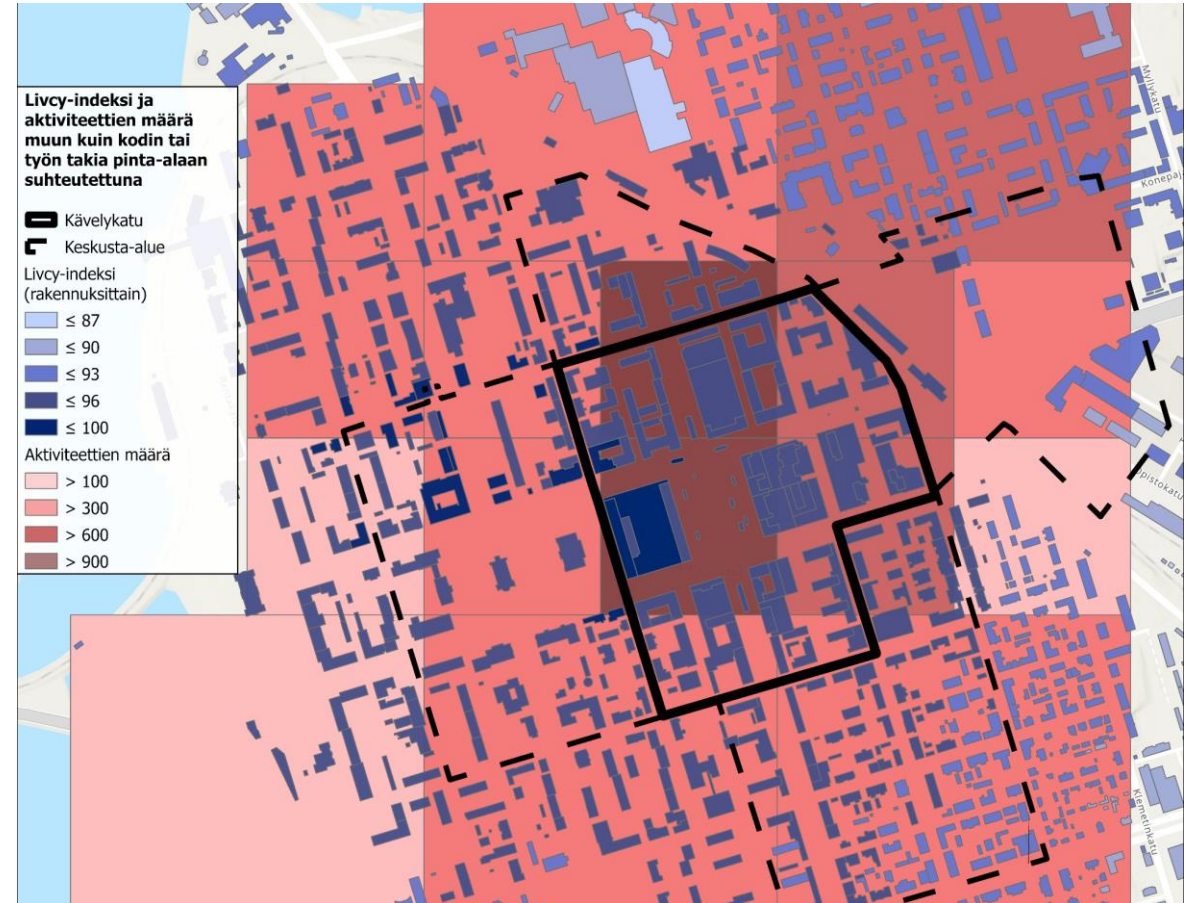 Livcy-indeksi ja
aktiviteettien määrä
muun kuin kodin tai
työn takia pinta-alaan
suhteutettuna
Kävelykatu
Keskusta-alue
Livcy-indeksi
(rakennuksittain)
≤ 87
≤ 90
≤ 93
≤ 96
≤ 100
Aktiviteettien määrä
> 100
> 300
> 600
> 900
Myllykatu
Konepaj
pistokatu
Klemetinkatu